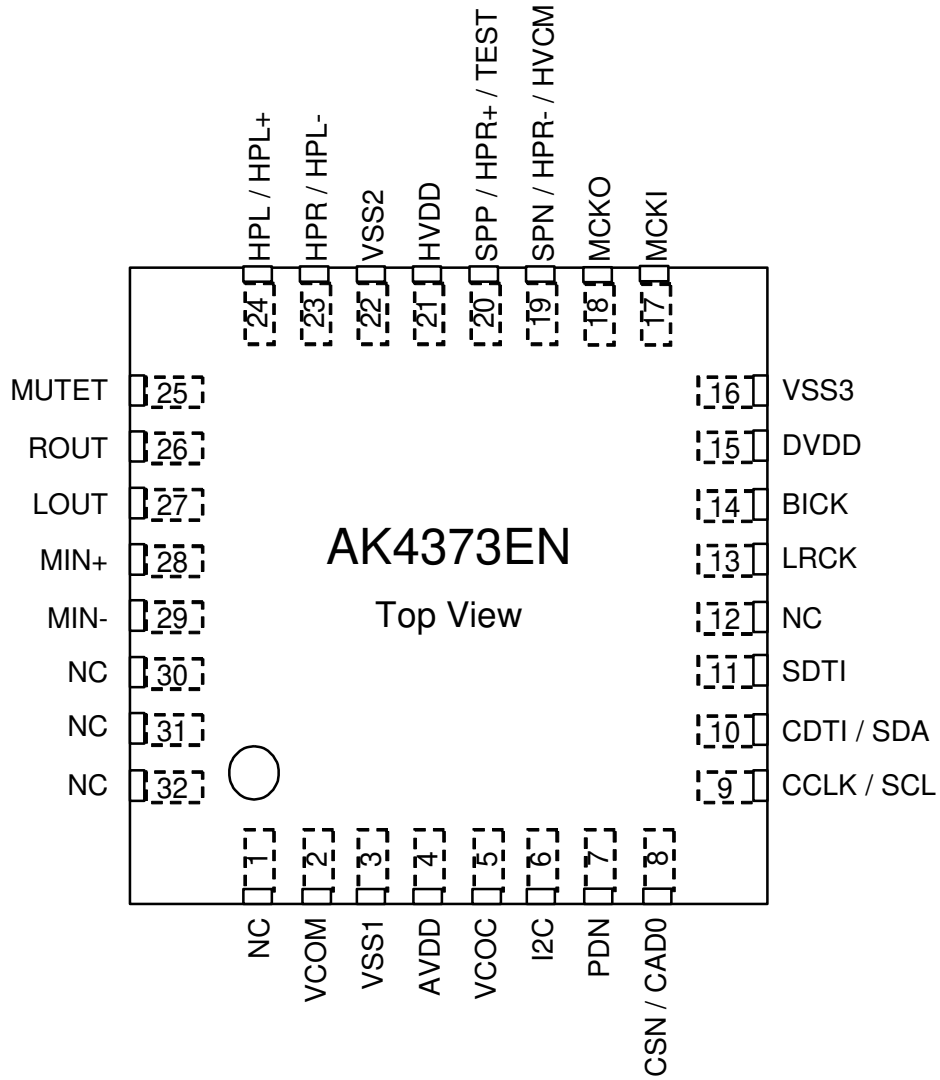 HPL / HPL+
HPR / HPL-
VSS2
HVDD
SPP / HPR+ / TEST
SPN / HPR- / HVCM
MCKO
MCKI
24
23
22
21
20
19
18
17
MUTET
25
ROUT
26
LOUT
27
MIN+
28
MIN-
29
NC
30
NC
31
NC
32
AK4373EN
Top View
16
VSS3
15
DVDD
14
BICK
13
LRCK
12
NC
11
SDTI
10
CDTI / SDA
9
CCLK / SCL
1
2
3
4
5
6
7
8
NC
VCOM
VSS1
AVDD
VCOC
I2C
PDN
CSN / CAD0